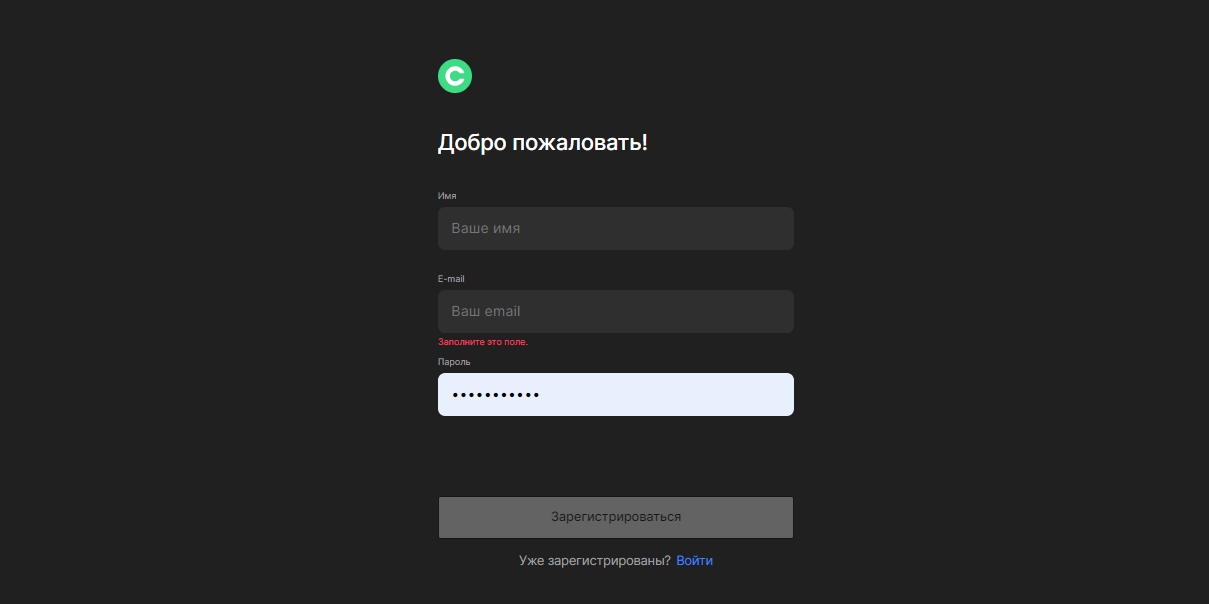 C
Добро пожаловать!
Имя
Ваше имя
E-mail
Ваш email
Заполните это поле.
Пароль
•••••••••••
Зарегистрироваться
Уже зарегистрированы? Войти